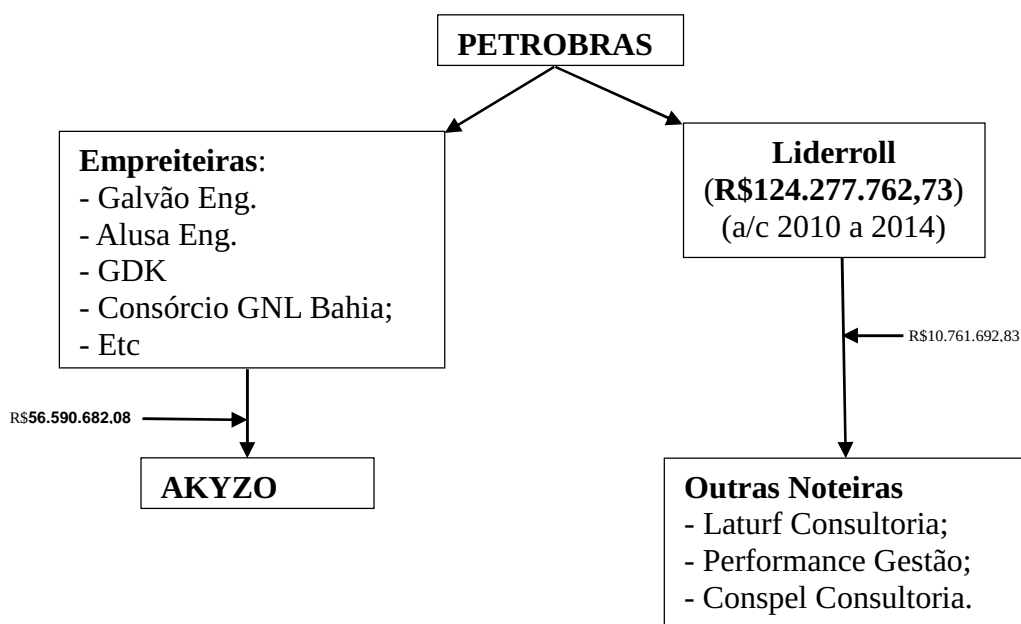 PETROBRAS
Empreiteiras:
- Galvão Eng.
- Alusa Eng.
- GDK
- Consórcio GNL Bahia;
- Etc
Liderroll
(R$124.277.762,73)
(a/c 2010 a 2014)
R$10.761.692,83
R$56.590.682,08
AKYZO
Outras Noteiras
- Laturf Consultoria;
- Performance Gestão;
- Conspel Consultoria.